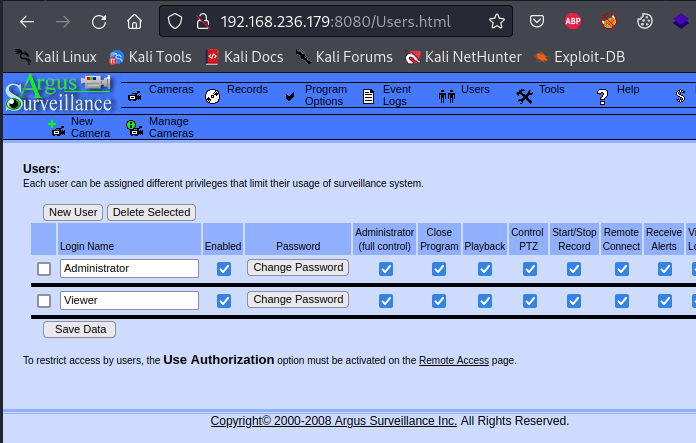 192.168.236.179:8080/Users.html
ABP
Kali Linux Kali Tools Kali Docs Kali Forums Kali NetHunter Exploit-DB
Argus
Surveillance
Cameras Records Program Options Event Logs Users Tools ? Help $
New Camera Manage Cameras
Users:
Each user can be assigned different privileges that limit their usage of surveillance system.
New User Delete Selected
Login Name Enabled Password Administrator (full control) Close Program Playback Control PTZ Start/Stop Record Remote Connect Receive Alerts
Administrator Change Password
Viewer Change Password
Save Data
To restrict access by users, the Use Authorization option must be activated on the Remote Access page.
Copyright© 2000-2008 Argus Surveillance Inc. All Rights Reserved.